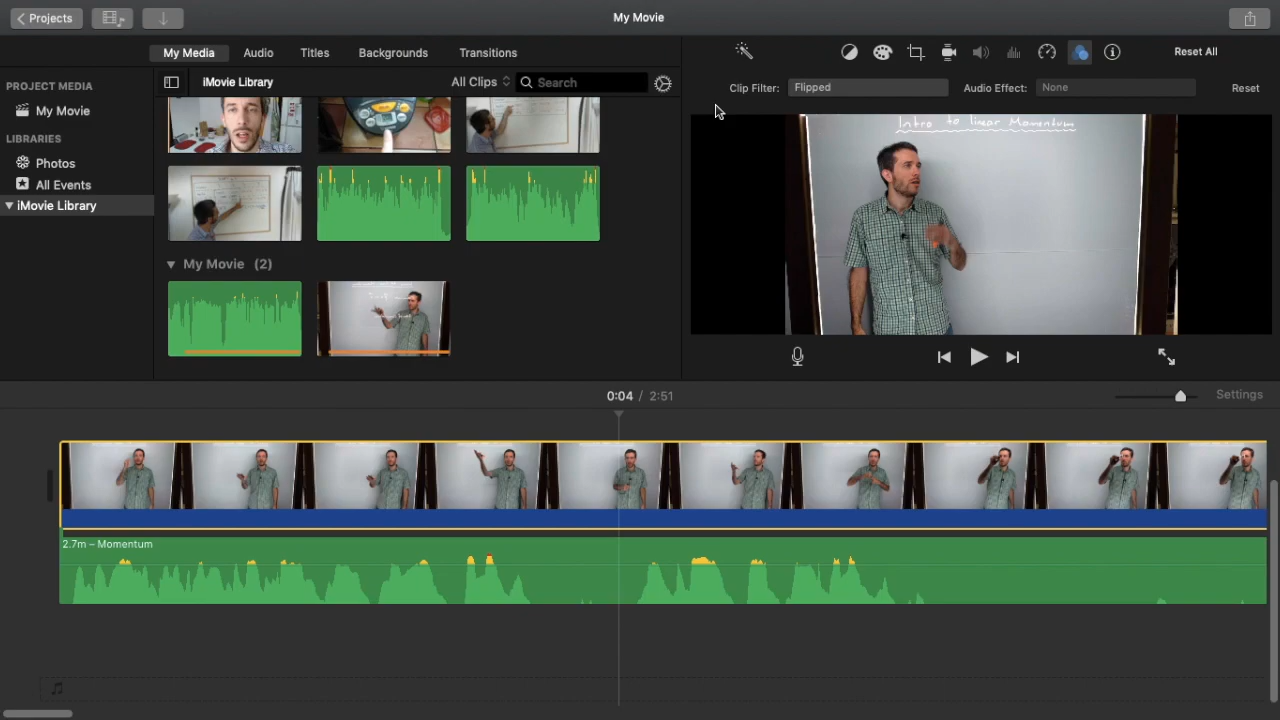 Projects
My Movie
My Media
Audio
Titles
Backgrounds
Transitions
Reset All
PROJECT MEDIA
My Movie
LIBRARIES
Photos
All Events
iMovie Library
iMovie Library
All Clips
Search
Clip Filter:
Flipped
Audio Effect:
None
Reset
Intro to linear Momentum
My Movie (2)
0:04 / 2:51
Settings
2.7m – Momentum